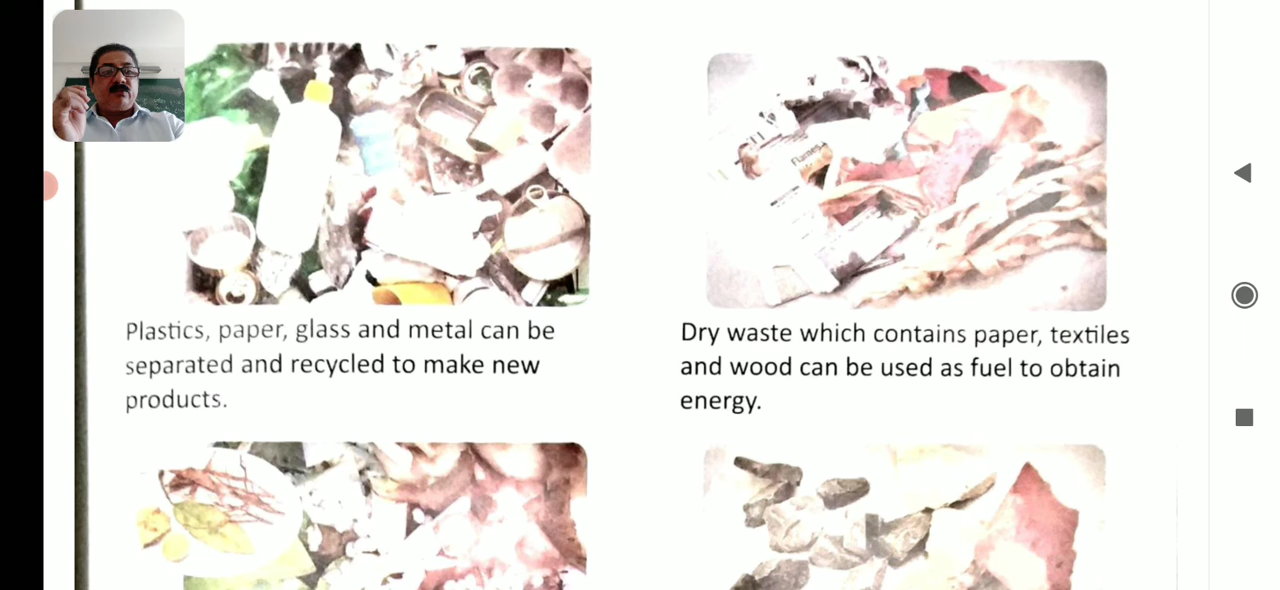 Flames
Plastics, paper, glass and metal can be
separated and recycled to make new
products.
Dry waste which contains paper, textiles
and wood can be used as fuel to obtain
energy.